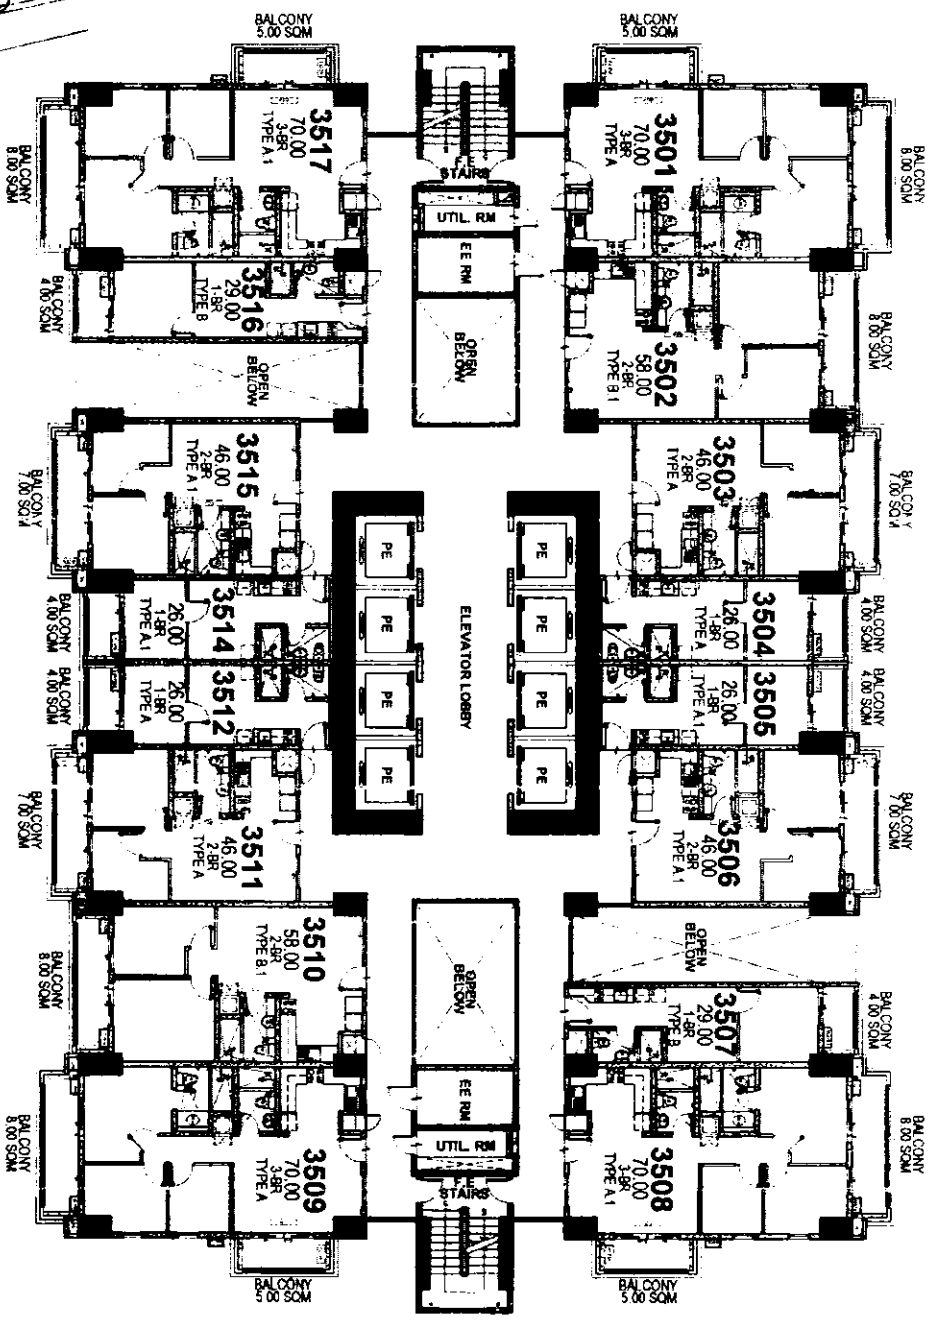 BALCONY
5.00 SQM
BALCONY
5.00 SQM
3517
70.00
3-BR
TYPE A.1
BALCONY
8.00 SQM
F.E.
STAIRS
UTIL. RM
EE RM
OPEN
BELOW
3501
70.00
3-BR
TYPE A
BALCONY
8.00 SQM
3516
29.00
1-BR
TYPE B
BALCONY
4.00 SQM
OPEN
BELOW
3502
58.00
2-BR
TYPE B.1
BALCONY
8.00 SQM
3515
46.00
2-BR
TYPE A.1
BALCONY
7.00 SQM
3503
46.00
2-BR
TYPE A
BALCONY
7.00 SQM
PE
PE
PE
PE
ELEVATOR LOBBY
PE
PE
PE
PE
3514
26.00
1-BR
TYPE A.1
BALCONY
4.00 SQM
3504
26.00
1-BR
TYPE A
BALCONY
4.00 SQM
3512
26.00
1-BR
TYPE A
BALCONY
4.00 SQM
3505
26.00
1-BR
TYPE A.1
BALCONY
4.00 SQM
3511
46.00
2-BR
TYPE A
BALCONY
7.00 SQM
3506
46.00
2-BR
TYPE A.1
BALCONY
7.00 SQM
3510
58.00
2-BR
TYPE B.1
BALCONY
8.00 SQM
OPEN
BELOW
OPEN
BELOW
3507
29.00
1-BR
TYPE B
BALCONY
4.00 SQM
EE RM
UTIL. RM
F.E.
STAIRS
3509
70.00
3-BR
TYPE A
BALCONY
8.00 SQM
3508
70.00
3-BR
TYPE A.1
BALCONY
8.00 SQM
BALCONY
5.00 SQM
BALCONY
5.00 SQM